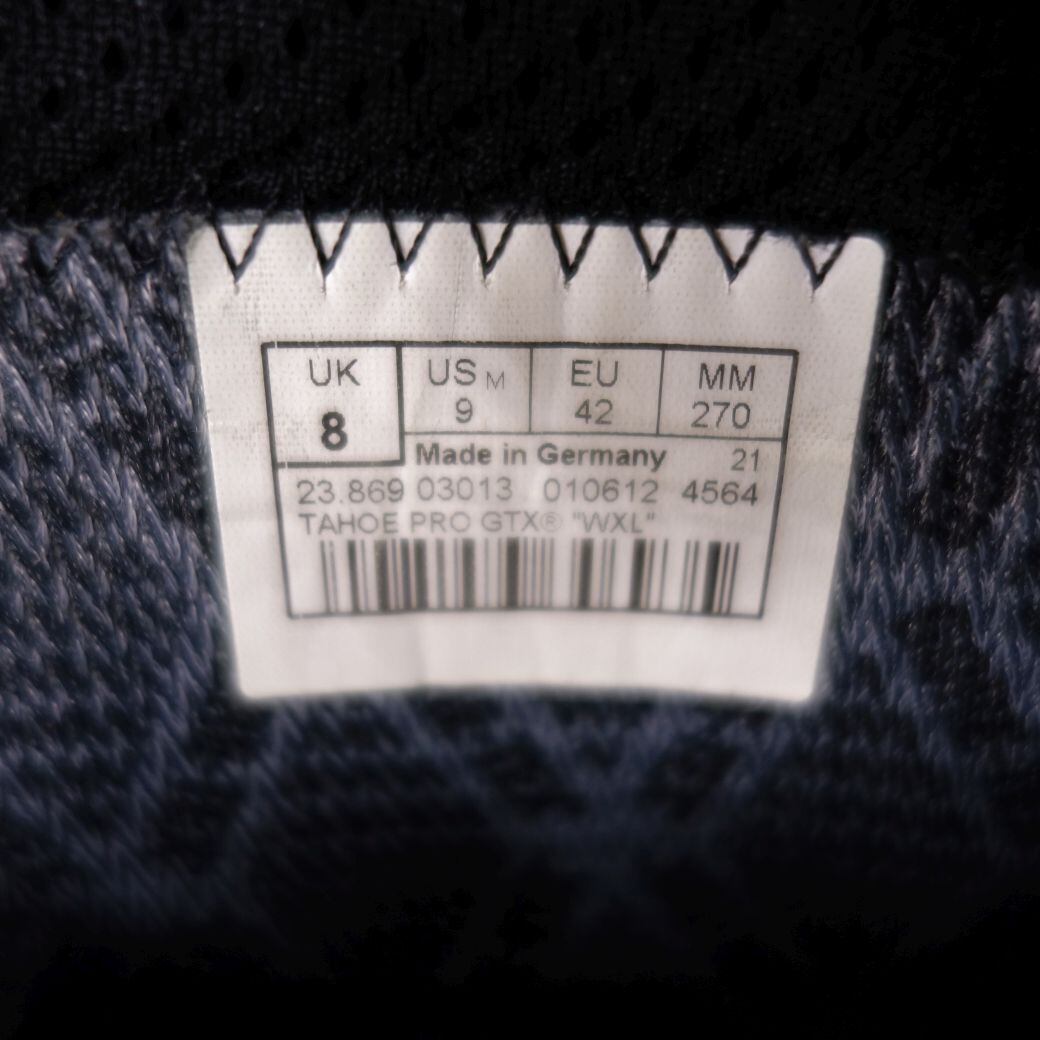 UK US M EU MM
8 9 42 270
Made in Germany 21
23.869 03013 010612 4564
TAHOE PRO GTX® "WXL"